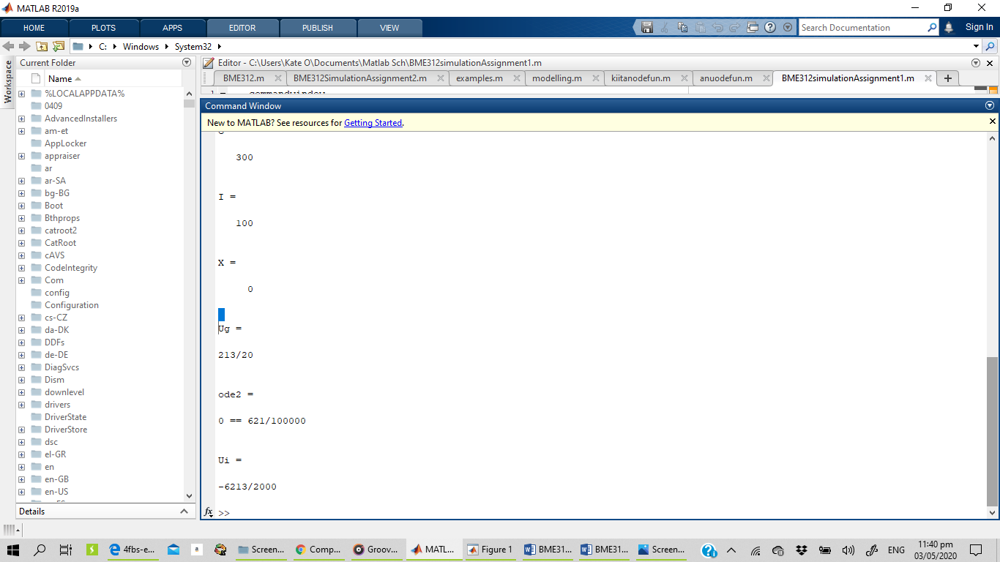 MATLAB R2019a
HOME PLOTS APPS EDITOR PUBLISH VIEW Search Documentation Sign In
C: Windows System32
Workspace
Current Folder
Name
%LOCALAPPDATA%
0409
AdvancedInstallers
am-et
AppLocker
appraiser
ar
ar-SA
bg-BG
Boot
Bthprops
catroot2
CatRoot
cAVS
CodeIntegrity
Com
config
Configuration
cs-CZ
da-DK
DDFs
de-DE
DiagSvcs
Dism
downlevel
drivers
DriverState
DriverStore
dsc
el-GR
en
en-GB
en-US
Details
Editor - C:\Users\Kate O\Documents\Matlab Sch\BME312simulationAssignment1.m
BME312.m BME312SimulationAssignment2.m examples.m modelling.m kiitanodefun.m anuodefun.m BME312simulationAssignment1.m
Command Window
New to MATLAB? See resources for Getting Started.
300
I =
100
X =
0
Ug =
213/20
ode2 =
0 == 621/100000
Ui =
-6213/2000
fx >>
4fbs-e... Screen... Comp... Groov... MATL... Figure 1 BME31... BME31... Screen... ENG 11:40 pm
03/05/2020